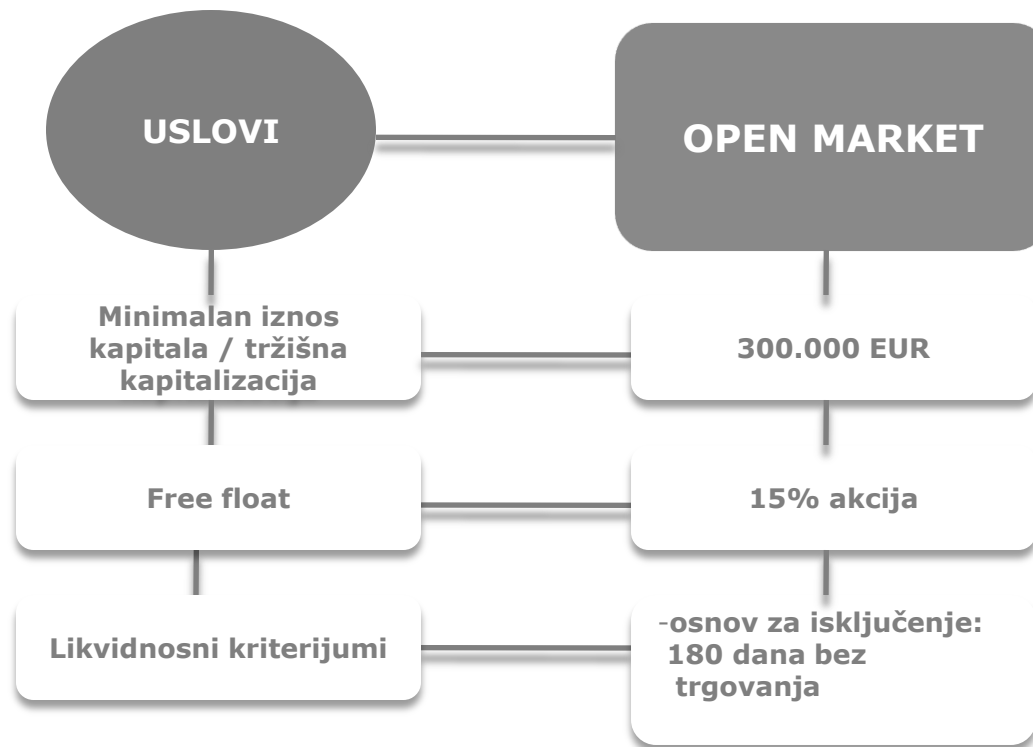 USLOVI
OPEN MARKET
Minimalan iznos
kapitala / tržišna
kapitalizacija
300.000 EUR
Free float
15% akcija
Likvidnosni kriterijumi
-osnov za isključenje:
180 dana bez
trgovanja